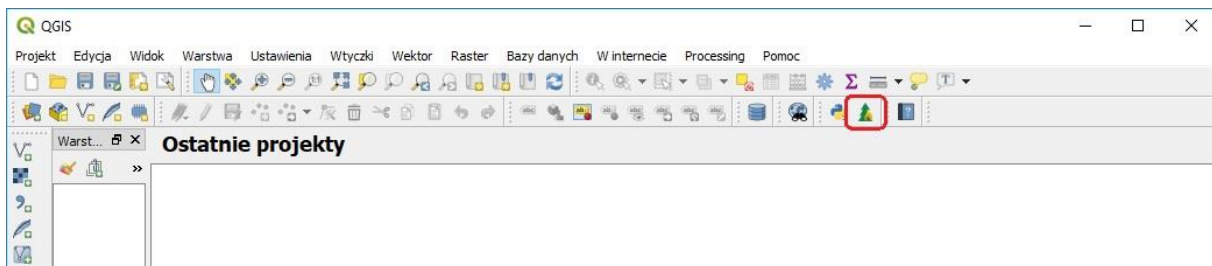 QGIS
Projekt Edycja Widok Warstwa Ustawienia Wtyczki Wektor Raster Bazy danych W internecie Processing Pomoc
Warst...
Ostatnie projekty